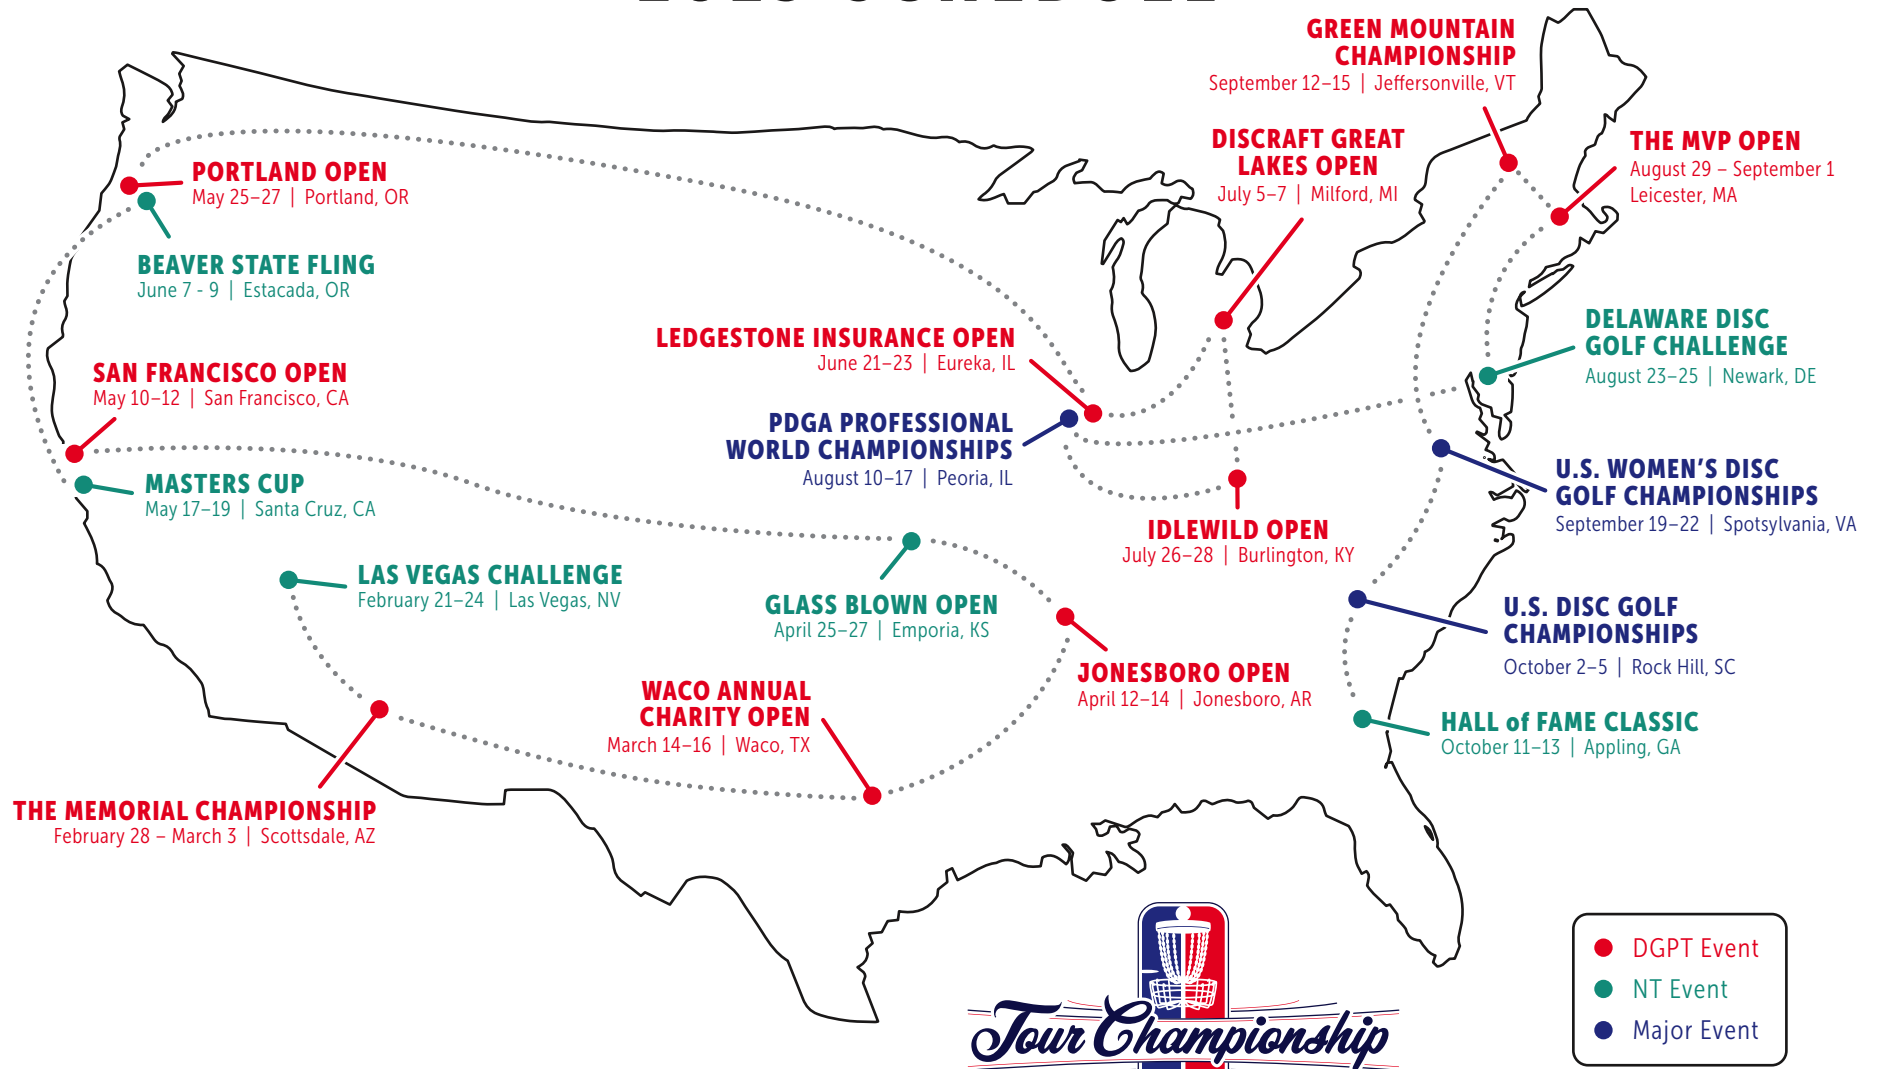 GREEN MOUNTAIN
CHAMPIONSHIP
September 12–15 | Jeffersonville, VT
DISCRAFT GREAT
LAKES OPEN
July 5–7 | Milford, MI
THE MVP OPEN
August 29 – September 1
Leicester, MA
PORTLAND OPEN
May 25–27 | Portland, OR
BEAVER STATE FLING
June 7 - 9 | Estacada, OR
LEDGESTONE INSURANCE OPEN
June 21–23 | Eureka, IL
DELAWARE DISC
GOLF CHALLENGE
August 23–25 | Newark, DE
SAN FRANCISCO OPEN
May 10–12 | San Francisco, CA
PDGA PROFESSIONAL
WORLD CHAMPIONSHIPS
August 10–17 | Peoria, IL
MASTERS CUP
May 17–19 | Santa Cruz, CA
U.S. WOMEN'S DISC
GOLF CHAMPIONSHIPS
September 19–22 | Spotsylvania, VA
IDLEWILD OPEN
July 26–28 | Burlington, KY
LAS VEGAS CHALLENGE
February 21–24 | Las Vegas, NV
GLASS BLOWN OPEN
April 25–27 | Emporia, KS
U.S. DISC GOLF
CHAMPIONSHIPS
October 2–5 | Rock Hill, SC
JONESBORO OPEN
April 12–14 | Jonesboro, AR
WACO ANNUAL
CHARITY OPEN
March 14–16 | Waco, TX
HALL of FAME CLASSIC
October 11–13 | Appling, GA
THE MEMORIAL CHAMPIONSHIP
February 28 – March 3 | Scottsdale, AZ
Tour Championship
DGPT Event
NT Event
Major Event